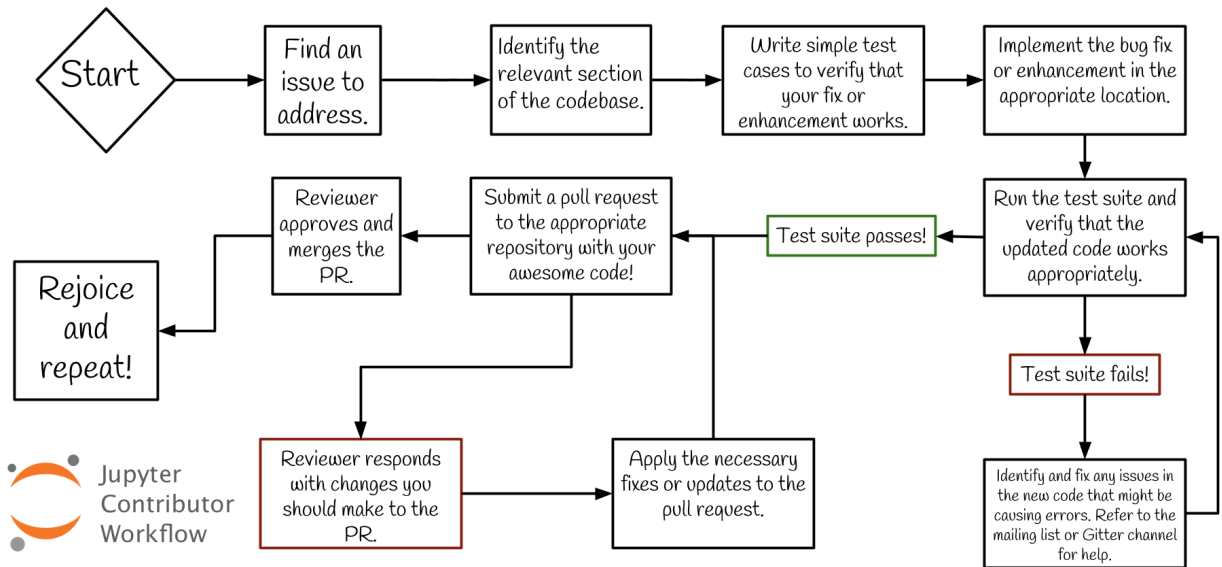 Start
Find an
issue to
address.
Identify the
relevant section
of the codebase.
Write simple test
cases to verify that
your fix or
enhancement works.
Implement the bug fix
or enhancement in the
appropriate location.
Run the test suite and
verify that the
updated code works
appropriately.
Test suite passes!
Submit a pull request
to the appropriate
repository with your
awesome code!
Reviewer
approves and
merges the
PR.
Rejoice
and
repeat!
Test suite fails!
Identify and fix any issues in
the new code that might be
causing errors. Refer to the
mailing list or Gitter channel
for help.
Reviewer responds
with changes you
should make to the
PR.
Apply the necessary
fixes or updates to the
pull request.
Jupyter
Contributor
Workflow